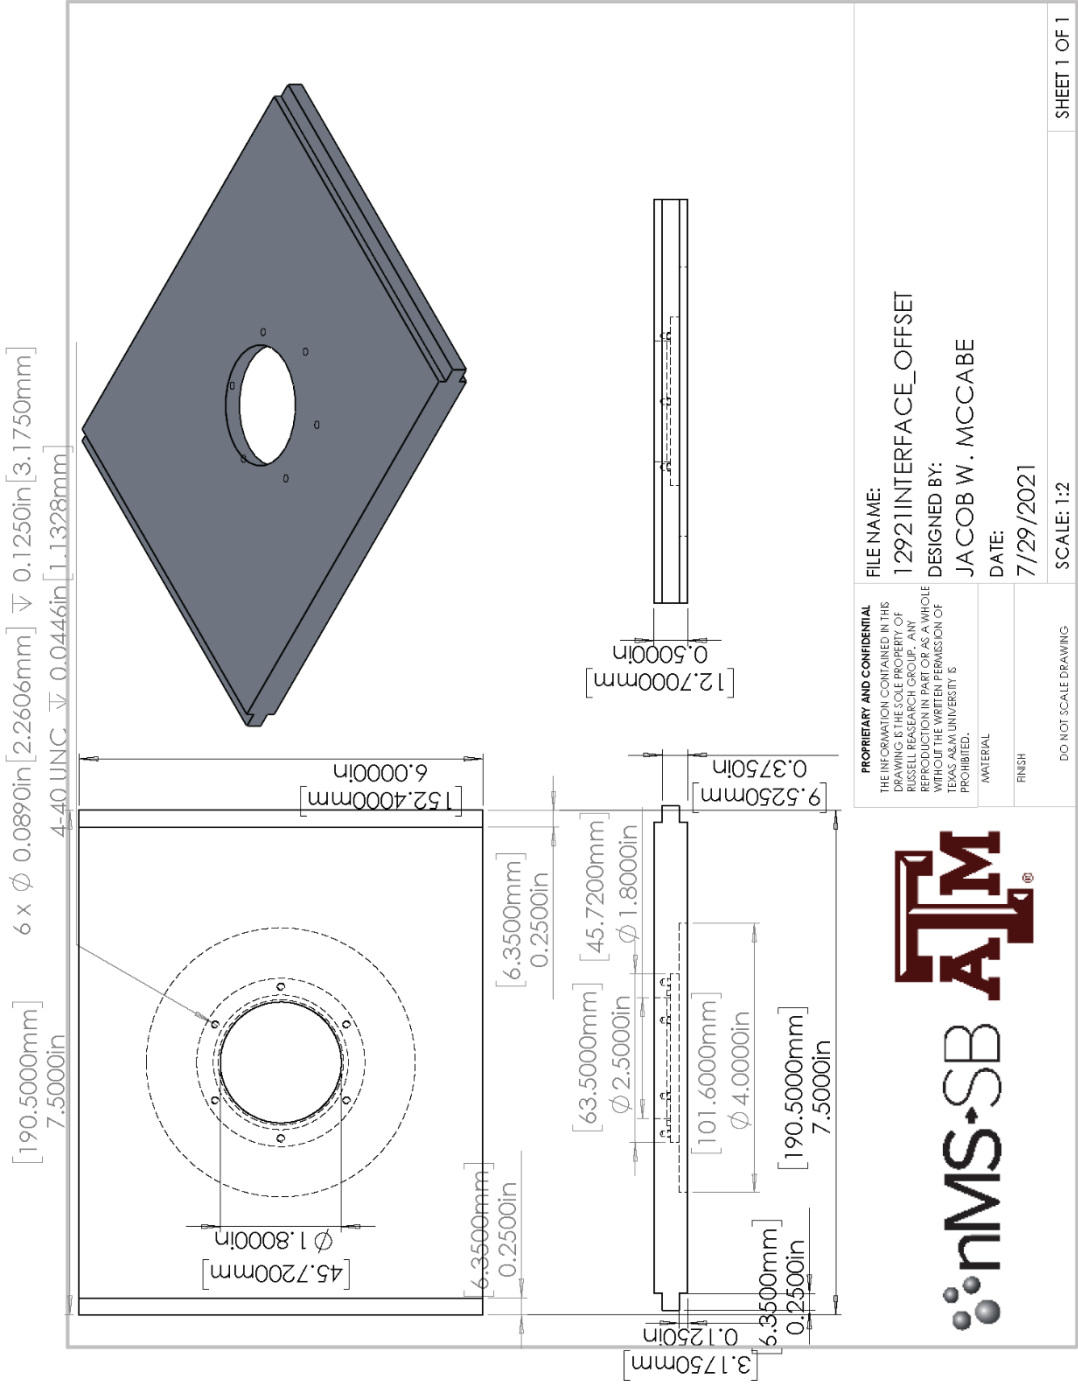 6 x ∅ 0.0890in [2.2606mm] ↧ 0.1250in [3.1750mm]
4-40 UNC ↧ 0.0446in [1.1328mm]
[190.5000mm]
7.5000in
[152.4000mm]
6.0000in
[6.3500mm]
0.2500in
∅ 1.8000in
[45.7200mm]
[6.3500mm]
0.2500in
[12.7000mm]
0.5000in
[9.5250mm]
0.3750in
[45.7200mm]
∅ 1.8000in
[63.5000mm]
∅ 2.5000in
[101.6000mm]
∅ 4.0000in
[190.5000mm]
7.5000in
[6.3500mm]
0.2500in
0.1250in
[3.1750mm]
nMS SB
ATM ®
PROPRIETARY AND CONFIDENTIAL
THE INFORMATION CONTAINED IN THIS
DRAWING IS THE SOLE PROPERTY OF
RUSSELL REASEARCH GROUP. ANY
REPRODUCTION IN PART OR AS A WHOLE
WITHOUT THE WRITTEN PERMISSION OF
TEXAS A&M UNIVERSITY IS
PROHIBITED.
MATERIAL
FINISH
DO NOT SCALE DRAWING
FILE NAME:
12921INTERFACE_OFFSET
DESIGNED BY:
JACOB W. MCCABE
DATE:
7/29/2021
SCALE: 1:2
SHEET 1 OF 1